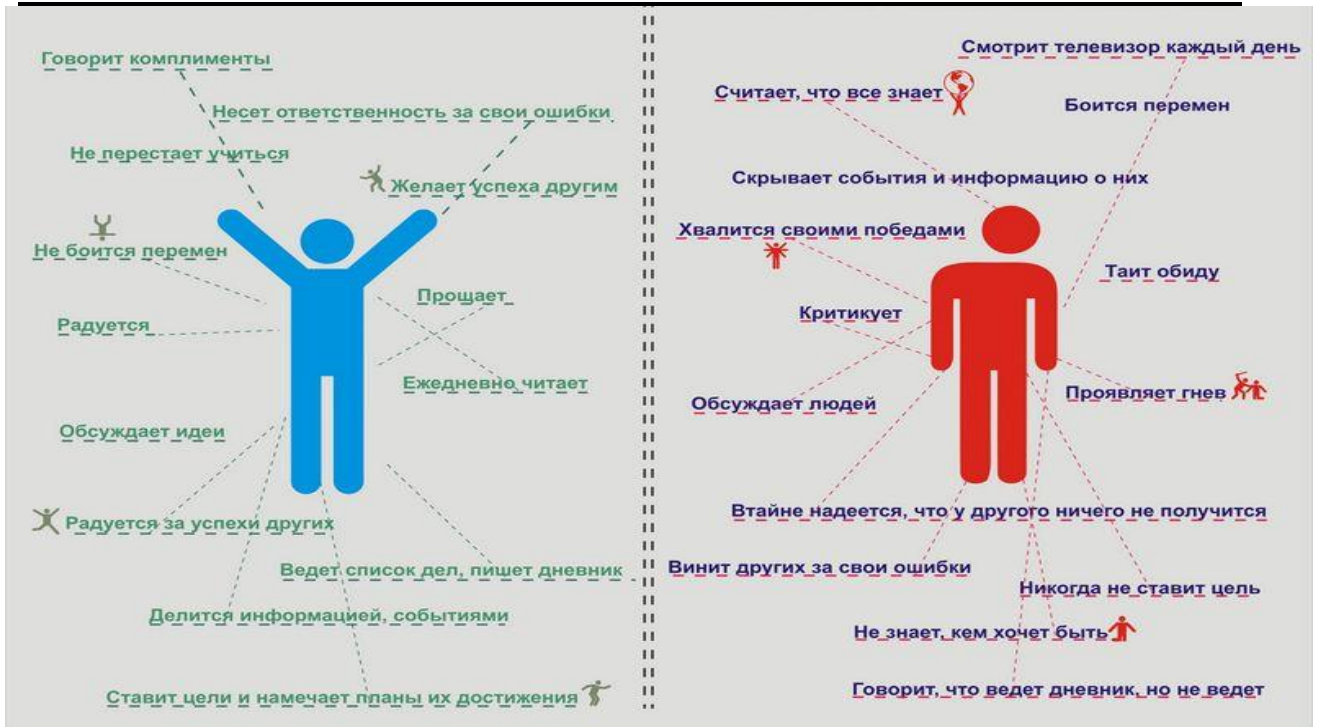 Говорит комплименты
Несет ответственность за свои ошибки
Не перестает учиться
Желает успеха другим
Не боится перемен
Прощает
Радуется
Ежедневно читает
Обсуждает идеи
Радуется за успехи других
Ведет список дел, пишет дневник
Делится информацией, событиями
Ставит цели и намечает планы их достижения
Смотрит телевизор каждый день
Считает, что все знает
Боится перемен
Скрывает события и информацию о них
Хвалится своими победами
Таит обиду
Критикует
Проявляет гнев
Обсуждает людей
Втайне надеется, что у другого ничего не получится
Винит других за свои ошибки
Никогда не ставит цель
Не знает, кем хочет быть
Говорит, что ведет дневник, но не ведет